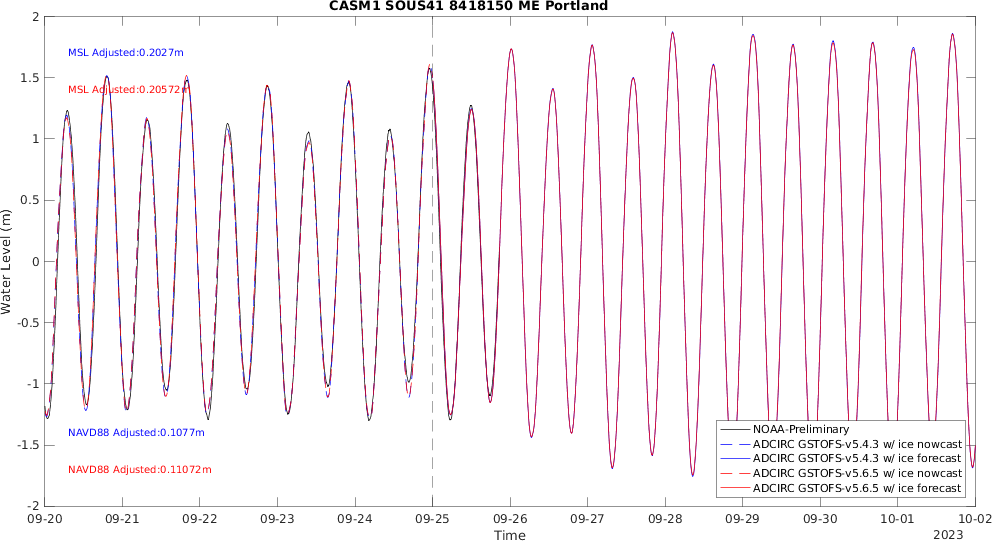 CASM1 SOUS41 8418150 ME Portland
2
1.5
1
0.5
0
-0.5
-1
-1.5
-2
Water Level (m)
MSL Adjusted:0.2027m
MSL Adjusted:0.20572m
NAVD88 Adjusted:0.1077m
NAVD88 Adjusted:0.11072m
NOAA-Preliminary
ADCIRC GSTOFS-v5.4.3 w/ ice nowcast
ADCIRC GSTOFS-v5.4.3 w/ ice forecast
ADCIRC GSTOFS-v5.6.5 w/ ice nowcast
ADCIRC GSTOFS-v5.6.5 w/ ice forecast
09-20 09-21 09-22 09-23 09-24 09-25 09-26 09-27 09-28 09-29 09-30 10-01 10-02
Time
2023